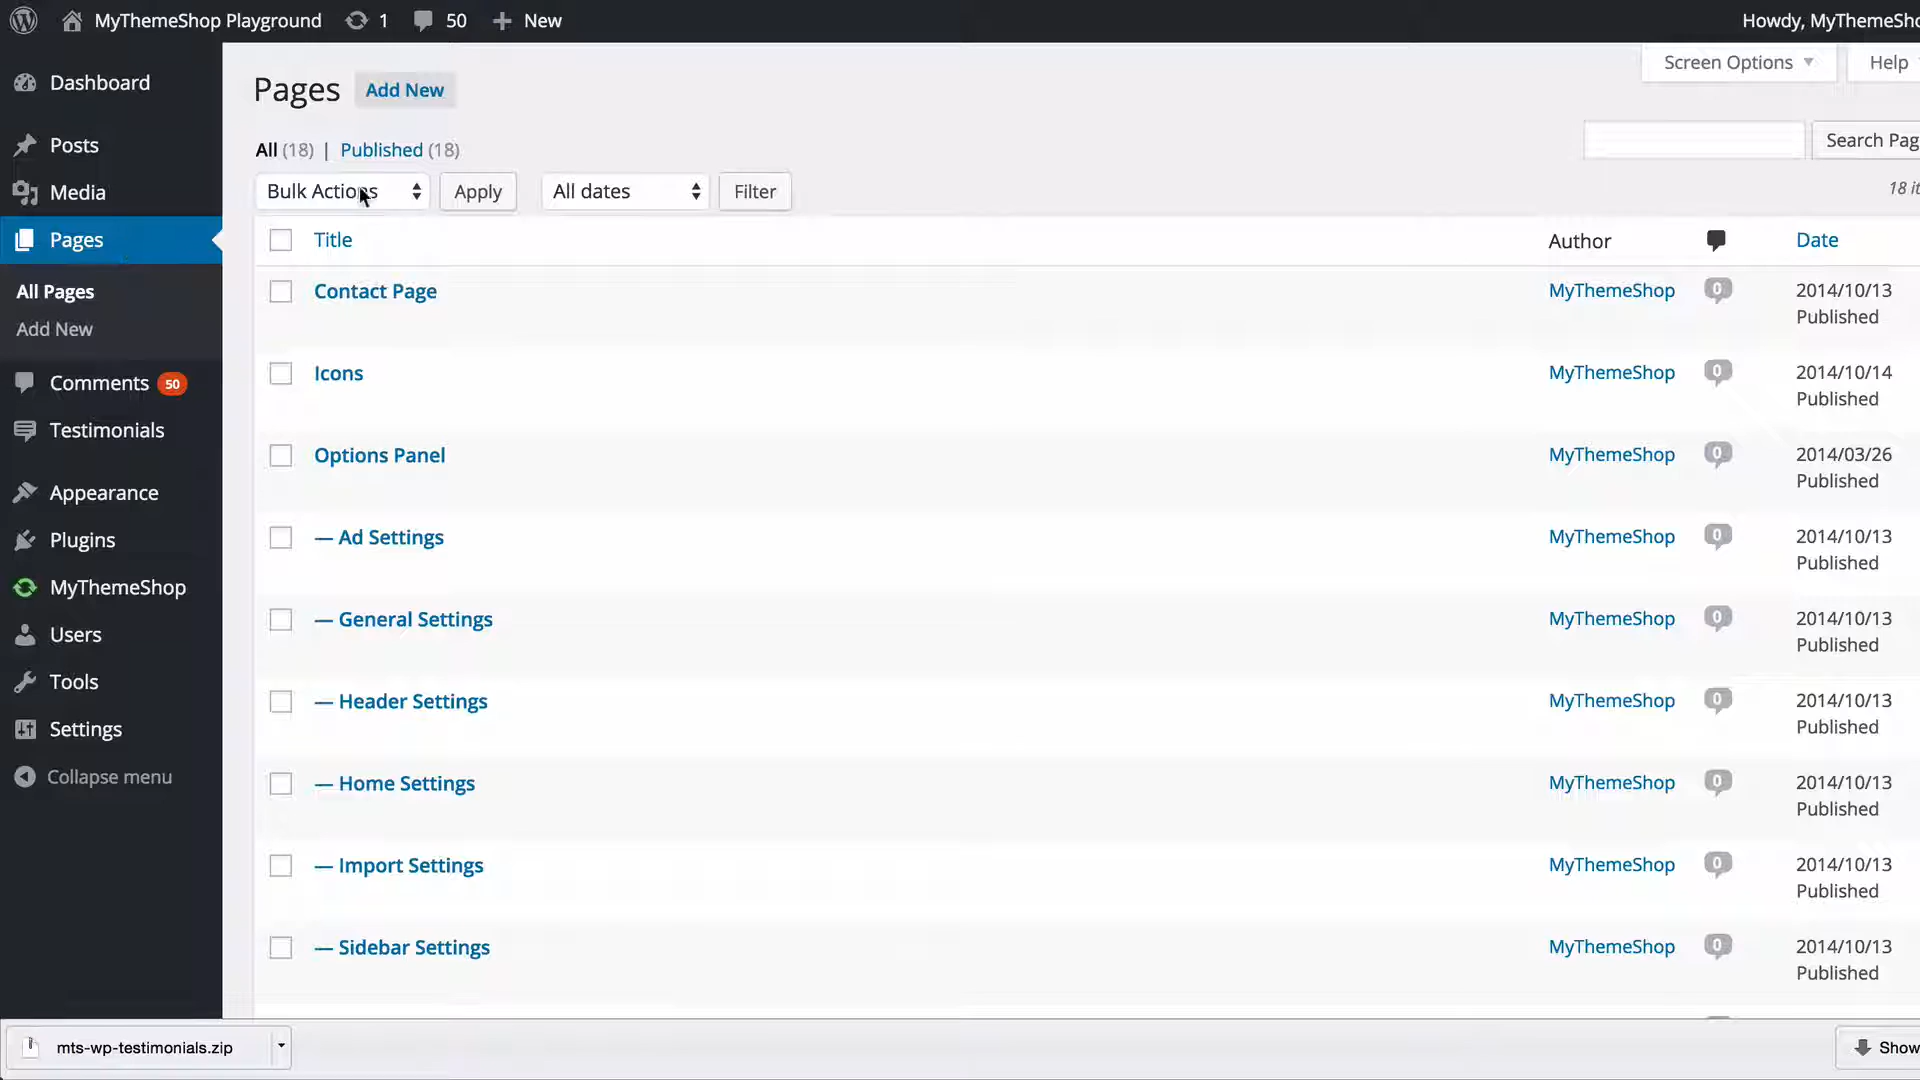 MyThemeShop Playground 1 50 New Howdy, MyThemeSho
Screen Options Help
Dashboard
Posts
Media
Pages
All Pages
Add New
Comments 50
Testimonials
Appearance
Plugins
MyThemeShop
Users
Tools
Settings
Collapse menu
Pages Add New
All (18) | Published (18)
Search Pag
Bulk Actions Apply All dates Filter 18 it
Title Author Date
Contact Page MyThemeShop 0 2014/10/13
Published
Icons MyThemeShop 0 2014/10/14
Published
Options Panel MyThemeShop 0 2014/03/26
Published
— Ad Settings MyThemeShop 0 2014/10/13
Published
— General Settings MyThemeShop 0 2014/10/13
Published
— Header Settings MyThemeShop 0 2014/10/13
Published
— Home Settings MyThemeShop 0 2014/10/13
Published
— Import Settings MyThemeShop 0 2014/10/13
Published
— Sidebar Settings MyThemeShop 0 2014/10/13
Published
mts-wp-testimonials.zip Show